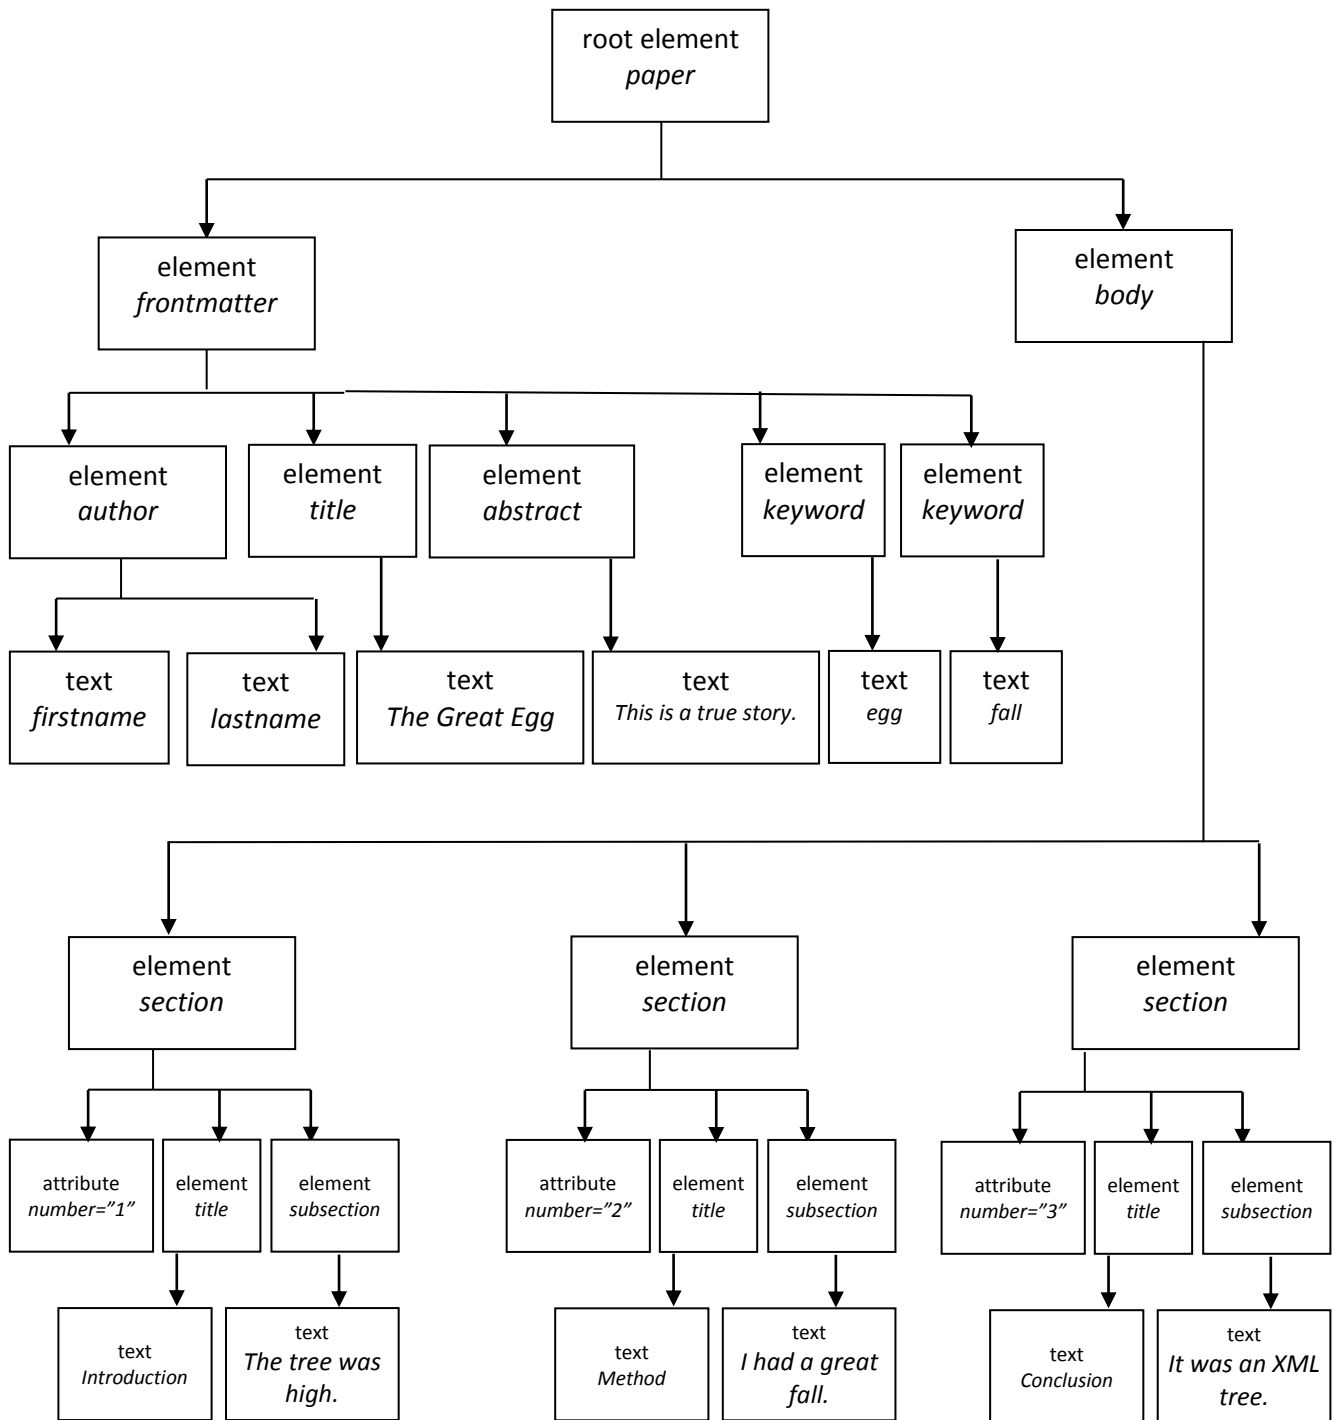 root element
paper
element
frontmatter
element
body
element
author
element
title
element
abstract
element
keyword
element
keyword
text
firstname
text
lastname
text
The Great Egg
text
This is a true story.
text
egg
text
fall
element
section
element
section
element
section
attribute
number=”1”
element
title
element
subsection
attribute
number=”2”
element
title
element
subsection
attribute
number=”3”
element
title
element
subsection
text
Introduction
text
The tree was
high.
text
Method
text
I had a great
fall.
text
Conclusion
text
It was an XML
tree.